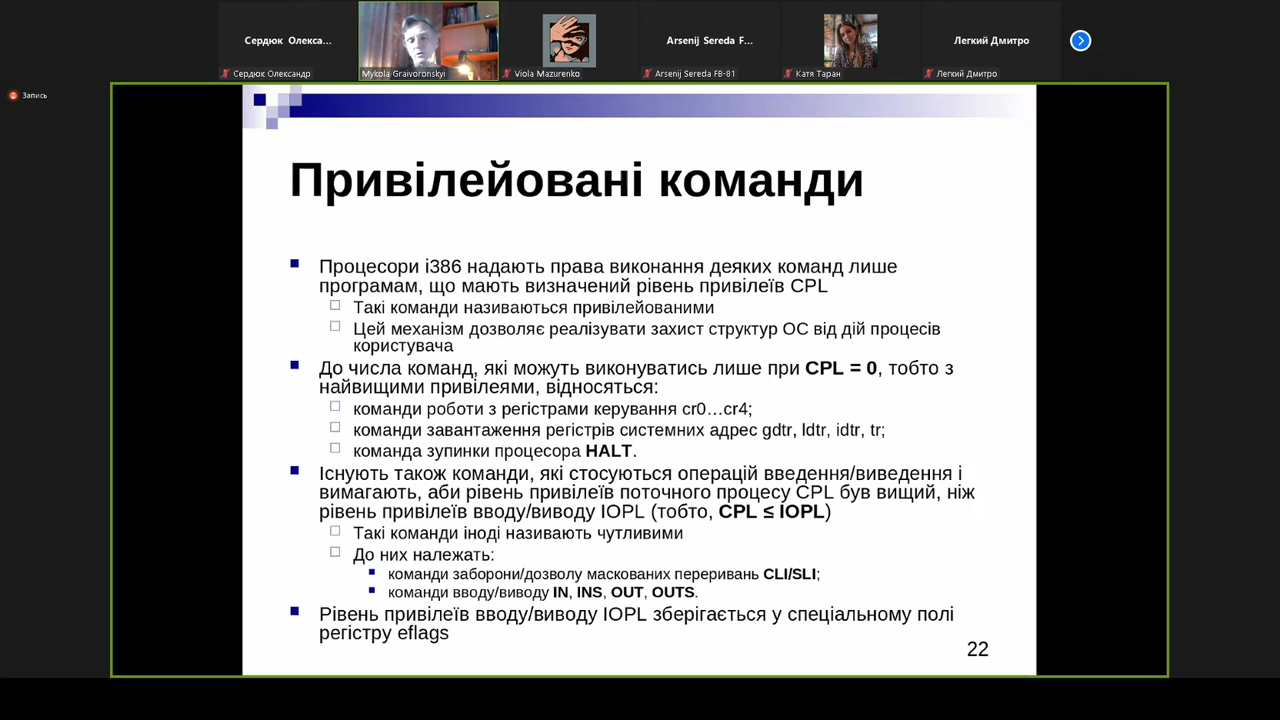 Сердюк Олекса...
Arsenij Sereda F...
Легкий Дмитро
Сердюк Олександр
Mykola Graivoronskyi
Viola Mazurenko
Arsenij Sereda FB-81
Катя Таран
Легкий Дмитро
Запись
Привілейовані команди
Процесори i386 надають права виконання деяких команд лише
програмам, що мають визначений рівень привілеїв CPL
Такі команди називаються привілейованими
Цей механізм дозволяє реалізувати захист структур ОС від дій процесів
користувача
До числа команд, які можуть виконуватись лише при CPL = 0, тобто з
найвищими привілеями, відносяться:
команди роботи з регістрами керування cr0…cr4;
команди завантаження регістрів системних адрес gdtr, ldtr, idtr, tr;
команда зупинки процесора HALT.
Існують також команди, які стосуються операцій введення/виведення і
вимагають, аби рівень привілеїв поточного процесу CPL був вищий, ніж
рівень привілеїв вводу/виводу IOPL (тобто, CPL ≤ IOPL)
Такі команди іноді називають чутливими
До них належать:
команди заборони/дозволу маскованих переривань CLI/SLI;
команди вводу/виводу IN, INS, OUT, OUTS.
Рівень привілеїв вводу/виводу IOPL зберігається у спеціальному полі
регістру eflags
22